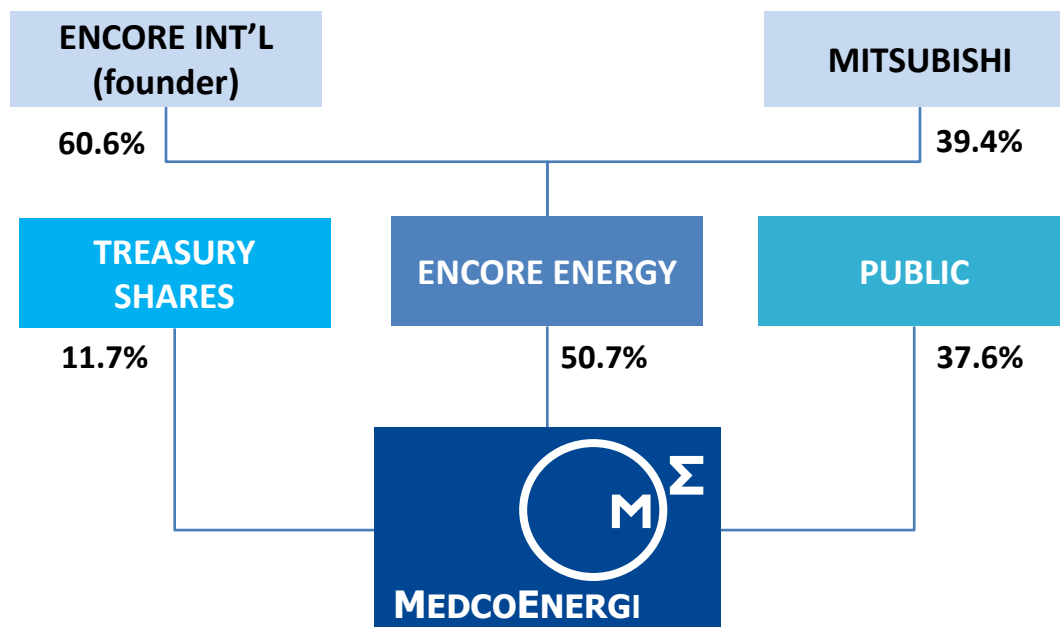 ENCORE INT’L
(founder)
MITSUBISHI
60.6%
39.4%
TREASURY
SHARES
ENCORE ENERGY
PUBLIC
11.7%
50.7%
37.6%
M
Σ
MEDCOENERGI